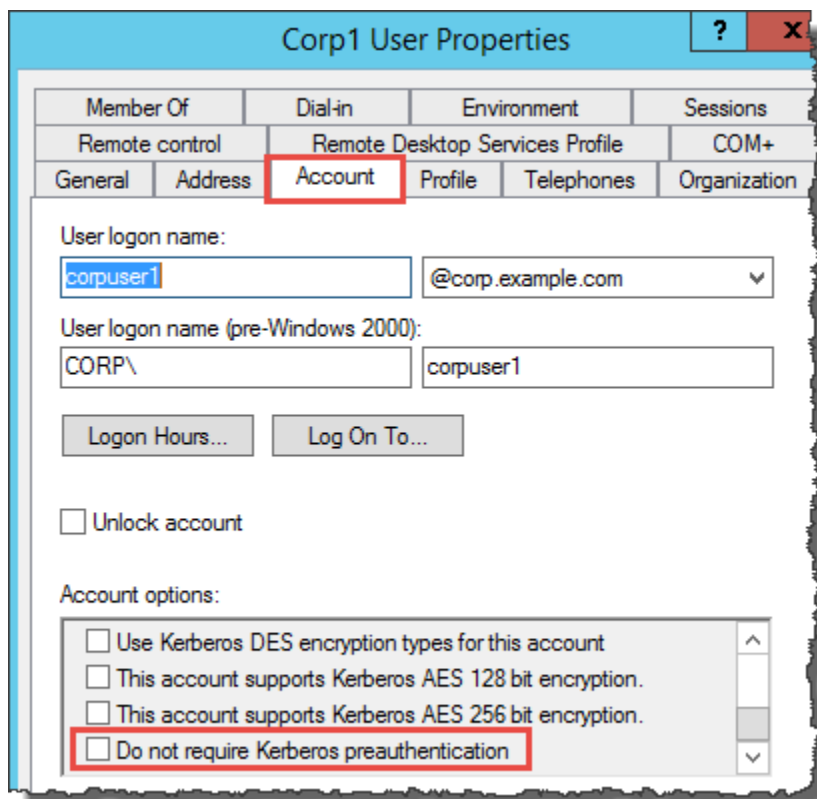 Corp1 User Properties
? x
Member Of Dial-in Environment Sessions
Remote control Remote Desktop Services Profile COM+
General Address Account Profile Telephones Organization
User logon name:
corpuser1 @corp.example.com
User logon name (pre-Windows 2000):
CORP\ corpuser1
Logon Hours... Log On To...
Unlock account
Account options:
Use Kerberos DES encryption types for this account
This account supports Kerberos AES 128 bit encryption.
This account supports Kerberos AES 256 bit encryption.
Do not require Kerberos preauthentication